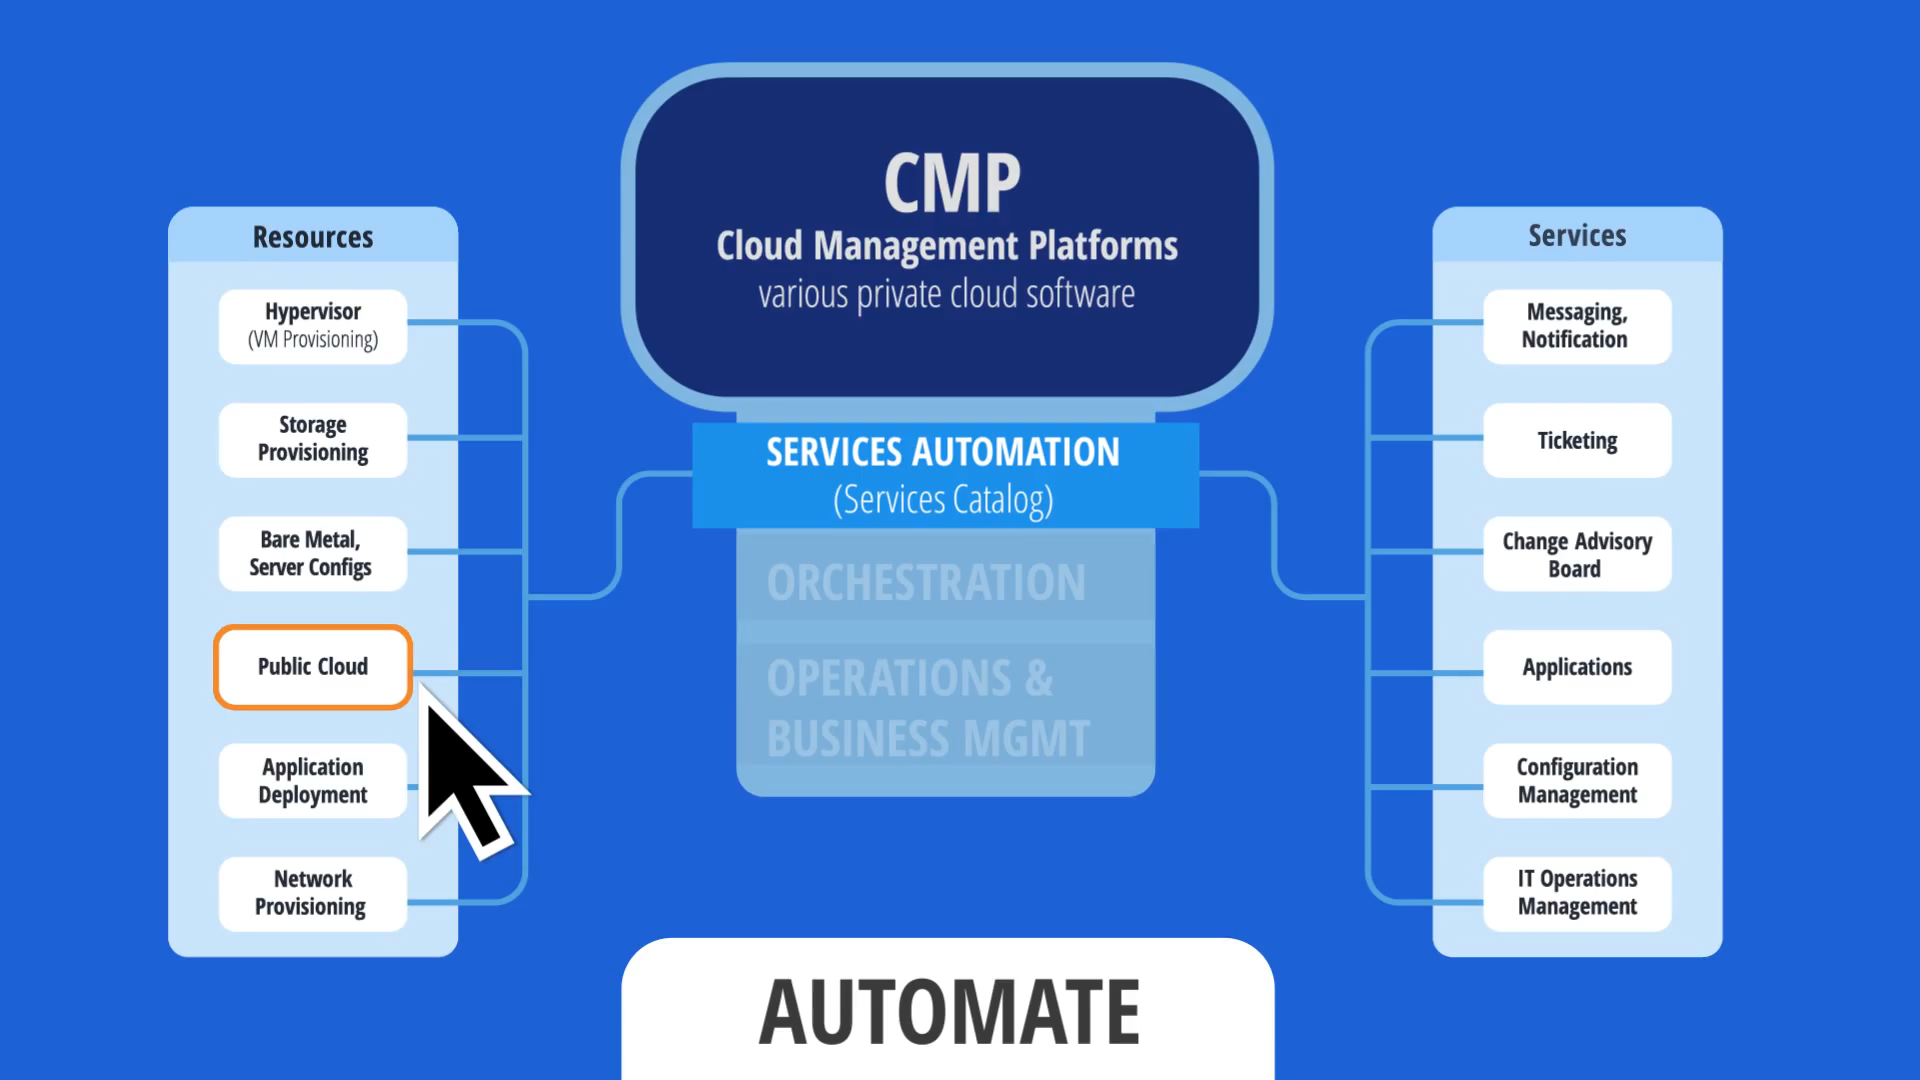 CMP
Cloud Management Platforms
various private cloud software
Resources
Hypervisor
(VM Provisioning)
Storage
Provisioning
Bare Metal,
Server Configs
Public Cloud
Application
Deployment
Network
Provisioning
SERVICES AUTOMATION
(Services Catalog)
ORCHESTRATION
OPERATIONS &
BUSINESS MGMT
Services
Messaging,
Notification
Ticketing
Change Advisory
Board
Applications
Configuration
Management
IT Operations
Management
AUTOMATE